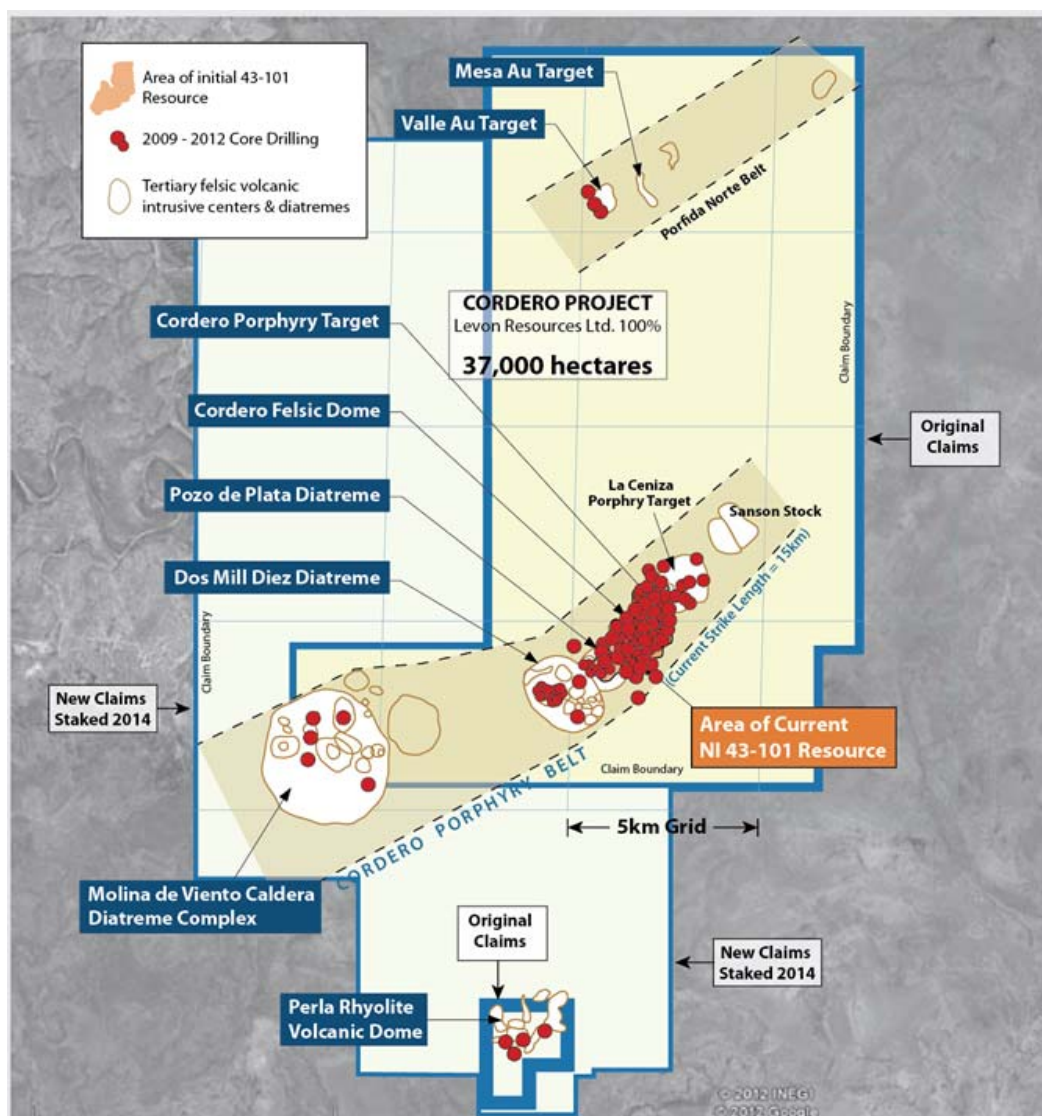 Area of initial 43-101
Resource
2009 - 2012 Core Drilling
Tertiary felsic volcanic
intrusive centers & diatremes
Mesa Au Target
Valle Au Target
Porfida Norte Belt
CORDERO PROJECT
Levon Resources Ltd. 100%
37,000 hectares
Claim Boundary
Cordero Porphyry Target
Cordero Felsic Dome
Pozo de Plata Diatreme
Dos Mill Diez Diatreme
Original
Claims
La Ceniza
Porphry Target
Sanson Stock
(Current Strike Length = 15km)
Claim Boundary
New Claims
Staked 2014
Area of Current
NI 43-101 Resource
Claim Boundary
CORDERO PORPHYRY BELT
5km Grid
Molina de Viento Caldera
Diatreme Complex
Original
Claims
New Claims
Staked 2014
Perla Rhyolite
Volcanic Dome
© 2012 INEGI
© 2012 Google